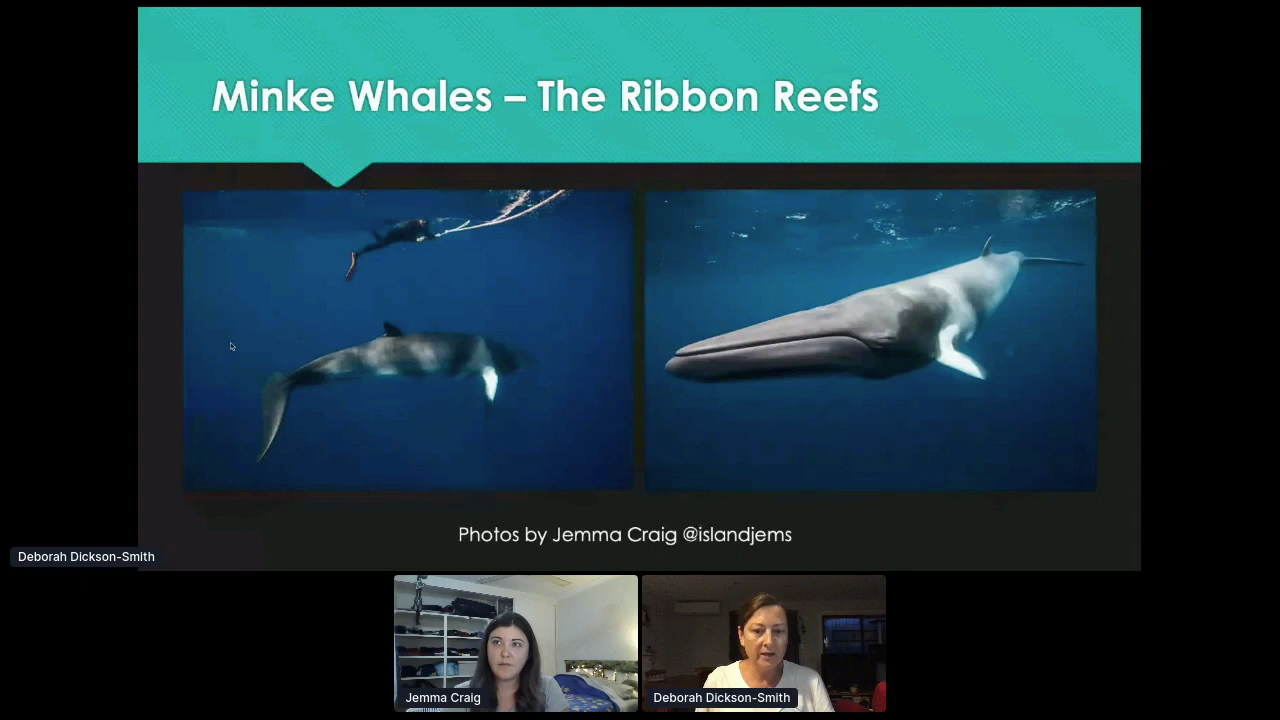 Minke Whales – The Ribbon Reefs
Photos by Jemma Craig @islandjems
Deborah Dickson-Smith
Jemma Craig
Deborah Dickson-Smith